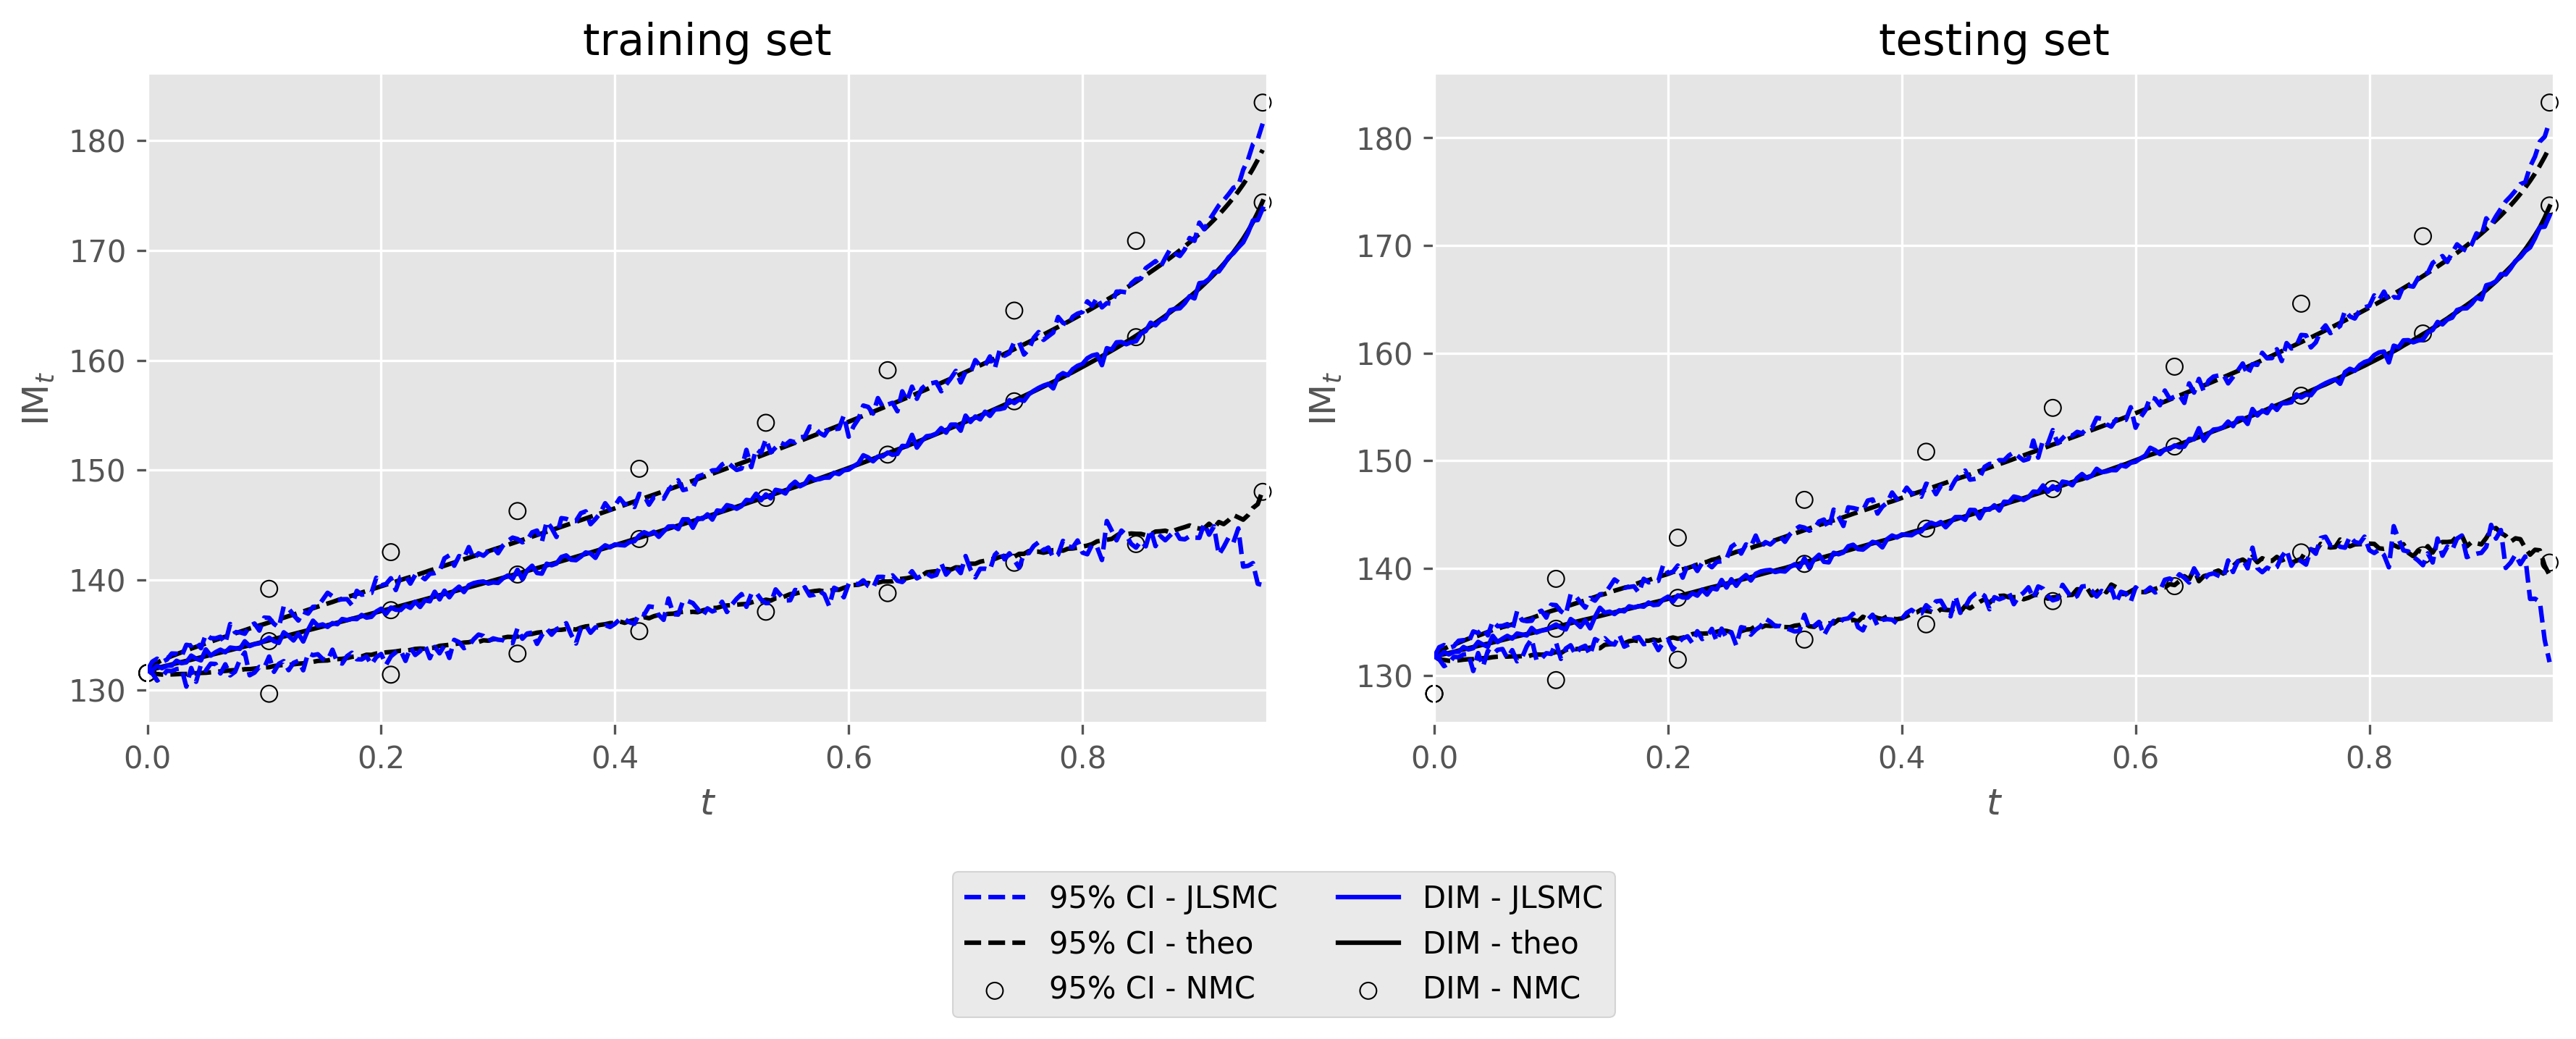 training set
testing set
180
170
160
150
140
130
IM_t
0.0 0.2 0.4 0.6 0.8
t
180
170
160
150
140
130
IM_t
0.0 0.2 0.4 0.6 0.8
t
95% CI - JLSMC DIM - JLSMC
95% CI - theo DIM - theo
95% CI - NMC DIM - NMC